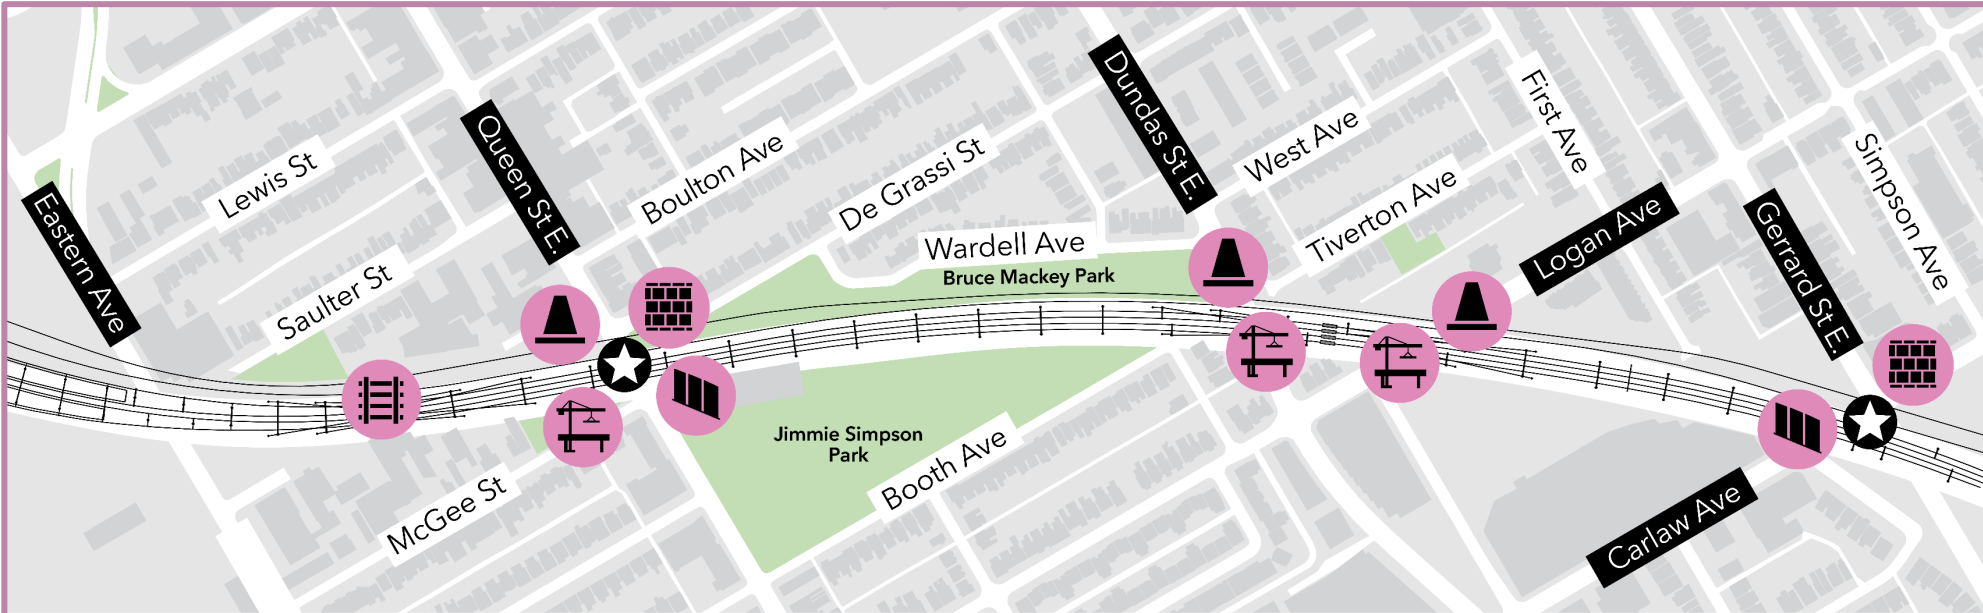 Eastern Ave
Lewis St
Saulter St
Queen St E.
McGee St
Boulton Ave
De Grassi St
Wardell Ave
Bruce Mackey Park
Jimmie Simpson
Park
Booth Ave
Dundas St E.
West Ave
Tiverton Ave
First Ave
Logan Ave
Gerrard St E.
Simpson Ave
Carlaw Ave